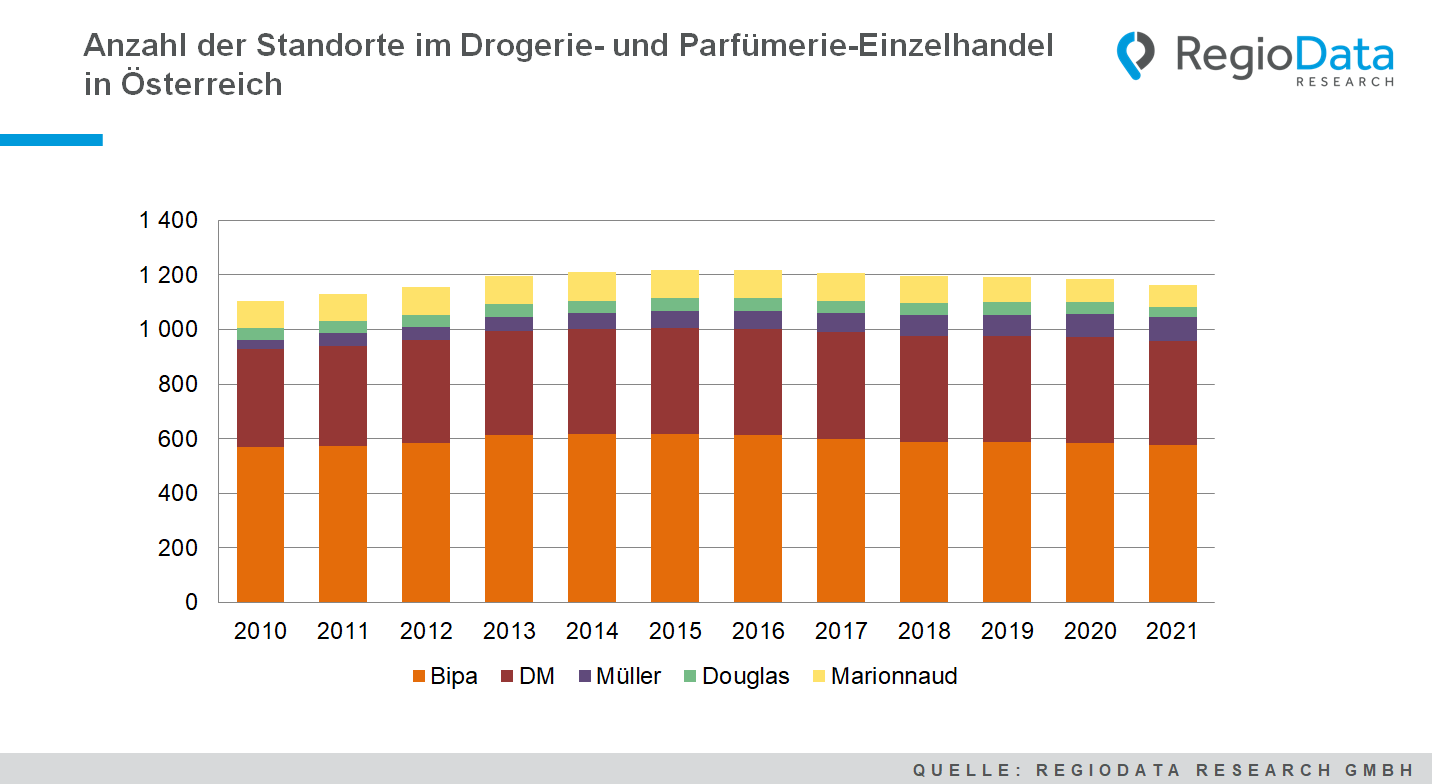 Anzahl der Standorte im Drogerie- und Parfümerie-Einzelhandel
in Österreich
RegioData
RESEARCH
1 400
1 200
1 000
800
600
400
200
0
2010 2011 2012 2013 2014 2015 2016 2017 2018 2019 2020 2021
Bipa DM Müller Douglas Marionnaud
QUELLE: REGIODATA RESEARCH GMBH